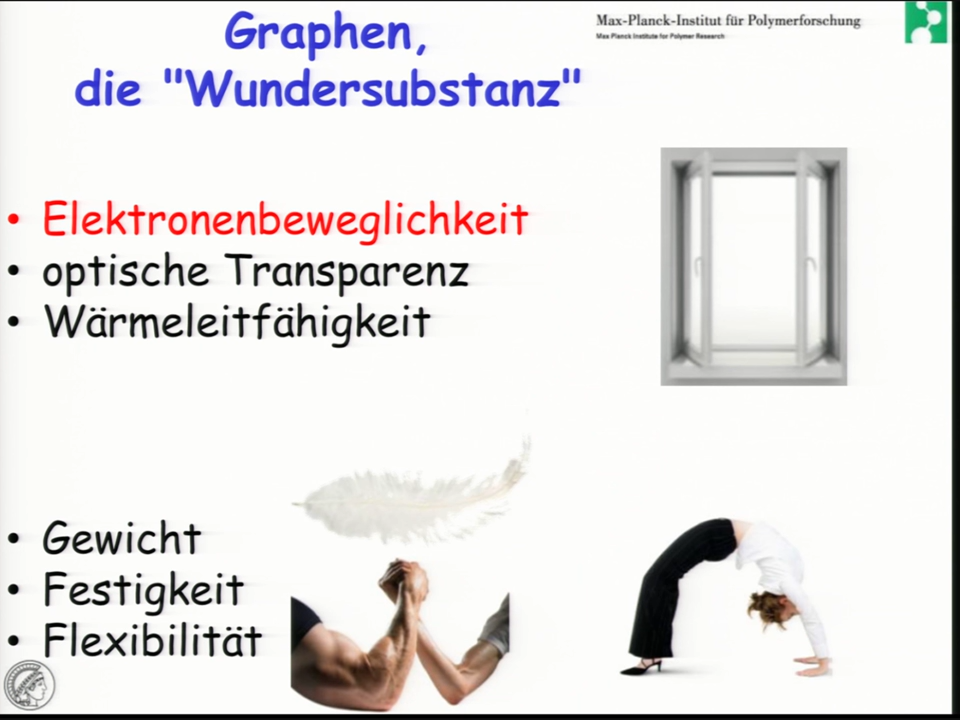 Graphen,
die "Wundersubstanz"
Max-Planck-Institut für Polymerforschung
Max Planck Institute for Polymer Research
• Elektronenbeweglichkeit
• optische Transparenz
• Wärmeleitfähigkeit
• Gewicht
• Festigkeit
• Flexibilität